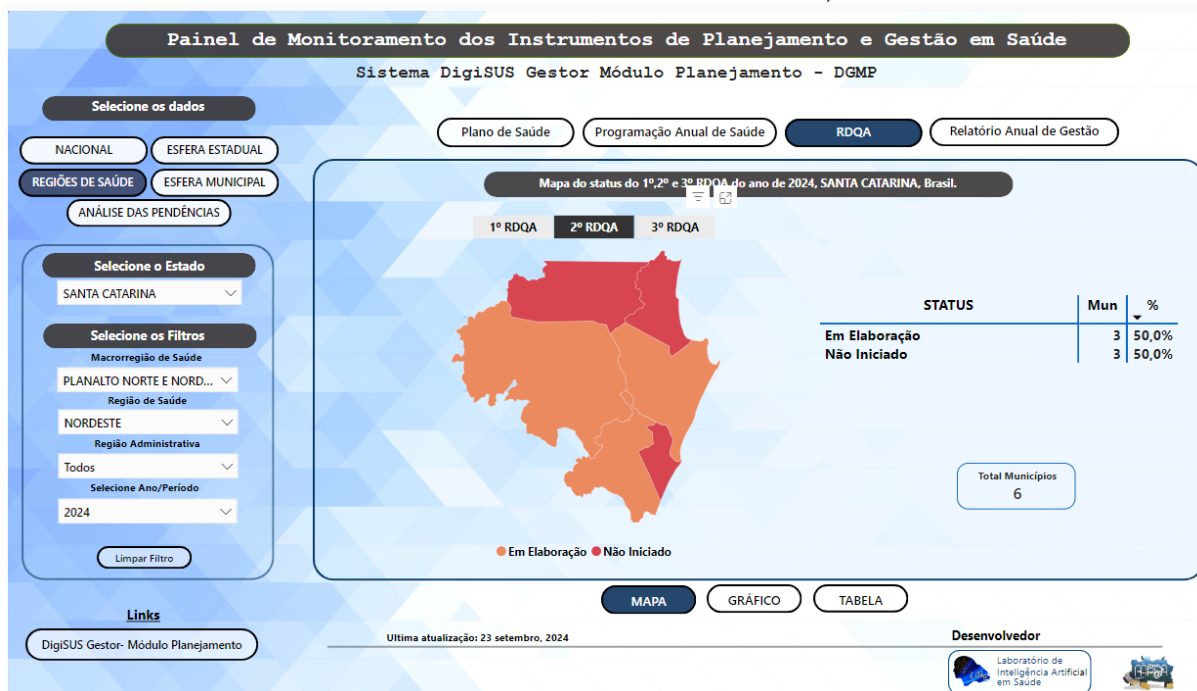 Painel de Monitoramento dos Instrumentos de Planejamento e Gestão em Saúde
Sistema DigiSUS Gestor Módulo Planejamento - DGMP
Selecione os dados
NACIONAL
ESFERA ESTADUAL
REGIÕES DE SAÚDE
ESFERA MUNICIPAL
ANÁLISE DAS PENDÊNCIAS
Selecione o Estado
SANTA CATARINA
Selecione os Filtros
Macrorregião de Saúde
PLANALTO NORTE E NORD...
Região de Saúde
NORDESTE
Região Administrativa
Todos
Selecione Ano/Período
2024
Limpar Filtro
Links
DigiSUS Gestor- Módulo Planejamento
Plano de Saúde
Programação Anual de Saúde
RDQA
Relatório Anual de Gestão
Mapa do status do 1º,2º e 3º RDQA do ano de 2024, SANTA CATARINA, Brasil.
1º RDQA
2º RDQA
3º RDQA
STATUS Mun %
Em Elaboração 3 50,0%
Não Iniciado 3 50,0%
Total Municípios
6
Em Elaboração
Não Iniciado
MAPA
GRÁFICO
TABELA
Ultima atualização: 23 setembro, 2024
Desenvolvedor
Laboratório de
Inteligência Artificial
em Saúde